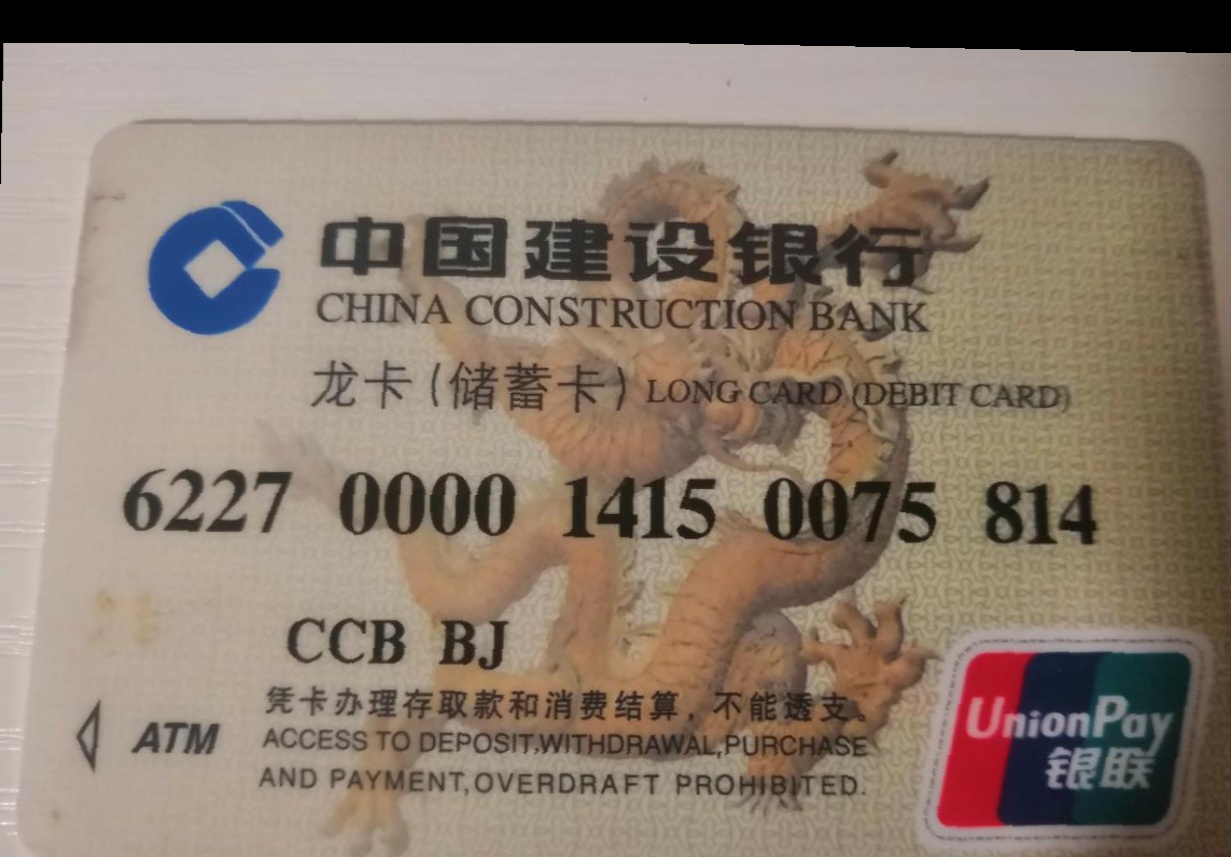 中国建设银行
CHINA CONSTRUCTION BANK
龙卡(储蓄卡) LONG CARD (DEBIT CARD)
6227 0000 1415 0075 814
CCB BJ
凭卡办理存取款和消费结算，不能透支。
ATM
ACCESS TO DEPOSIT,WITHDRAWAL,PURCHASE
AND PAYMENT,OVERDRAFT PROHIBITED.
UnionPay
银联